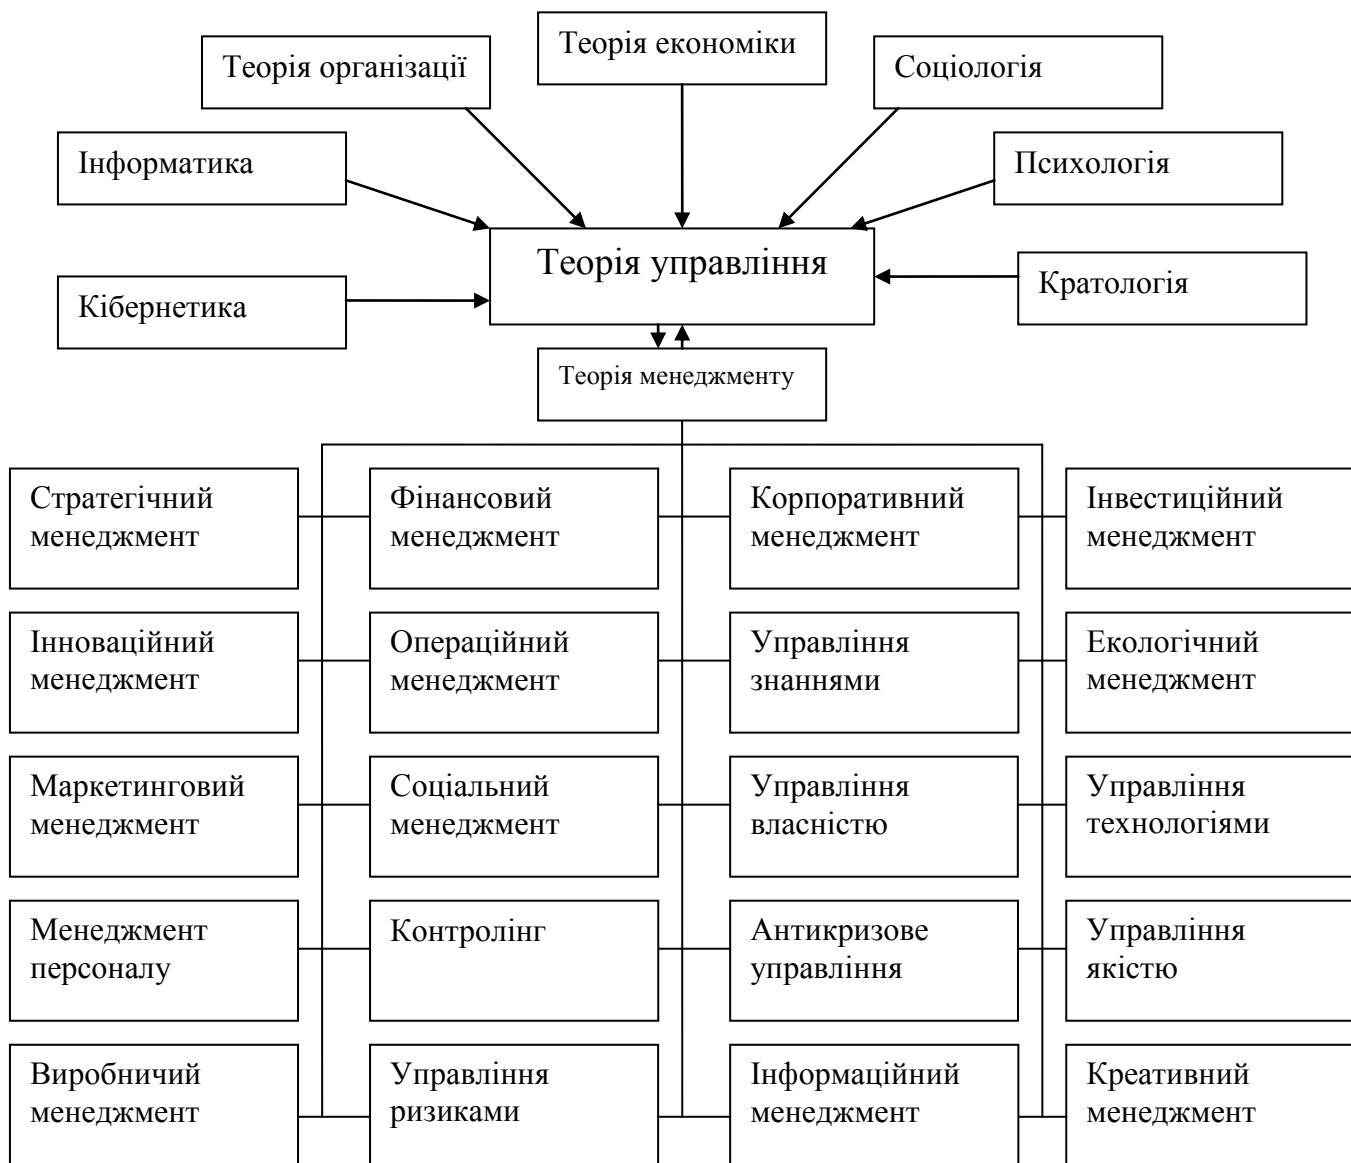 Теорія економіки
Теорія організації
Соціологія
Інформатика
Психологія
Теорія управління
Кібернетика
Кратологія
Теорія менеджменту
Стратегічний
менеджмент
Фінансовий
менеджмент
Корпоративний
менеджмент
Інвестиційний
менеджмент
Інноваційний
менеджмент
Операційний
менеджмент
Управління
знаннями
Екологічний
менеджмент
Маркетинговий
менеджмент
Соціальний
менеджмент
Управління
власністю
Управління
технологіями
Менеджмент
персоналу
Контролінг
Антикризове
управління
Управління
якістю
Виробничий
менеджмент
Управління
ризиками
Інформаційний
менеджмент
Креативний
менеджмент